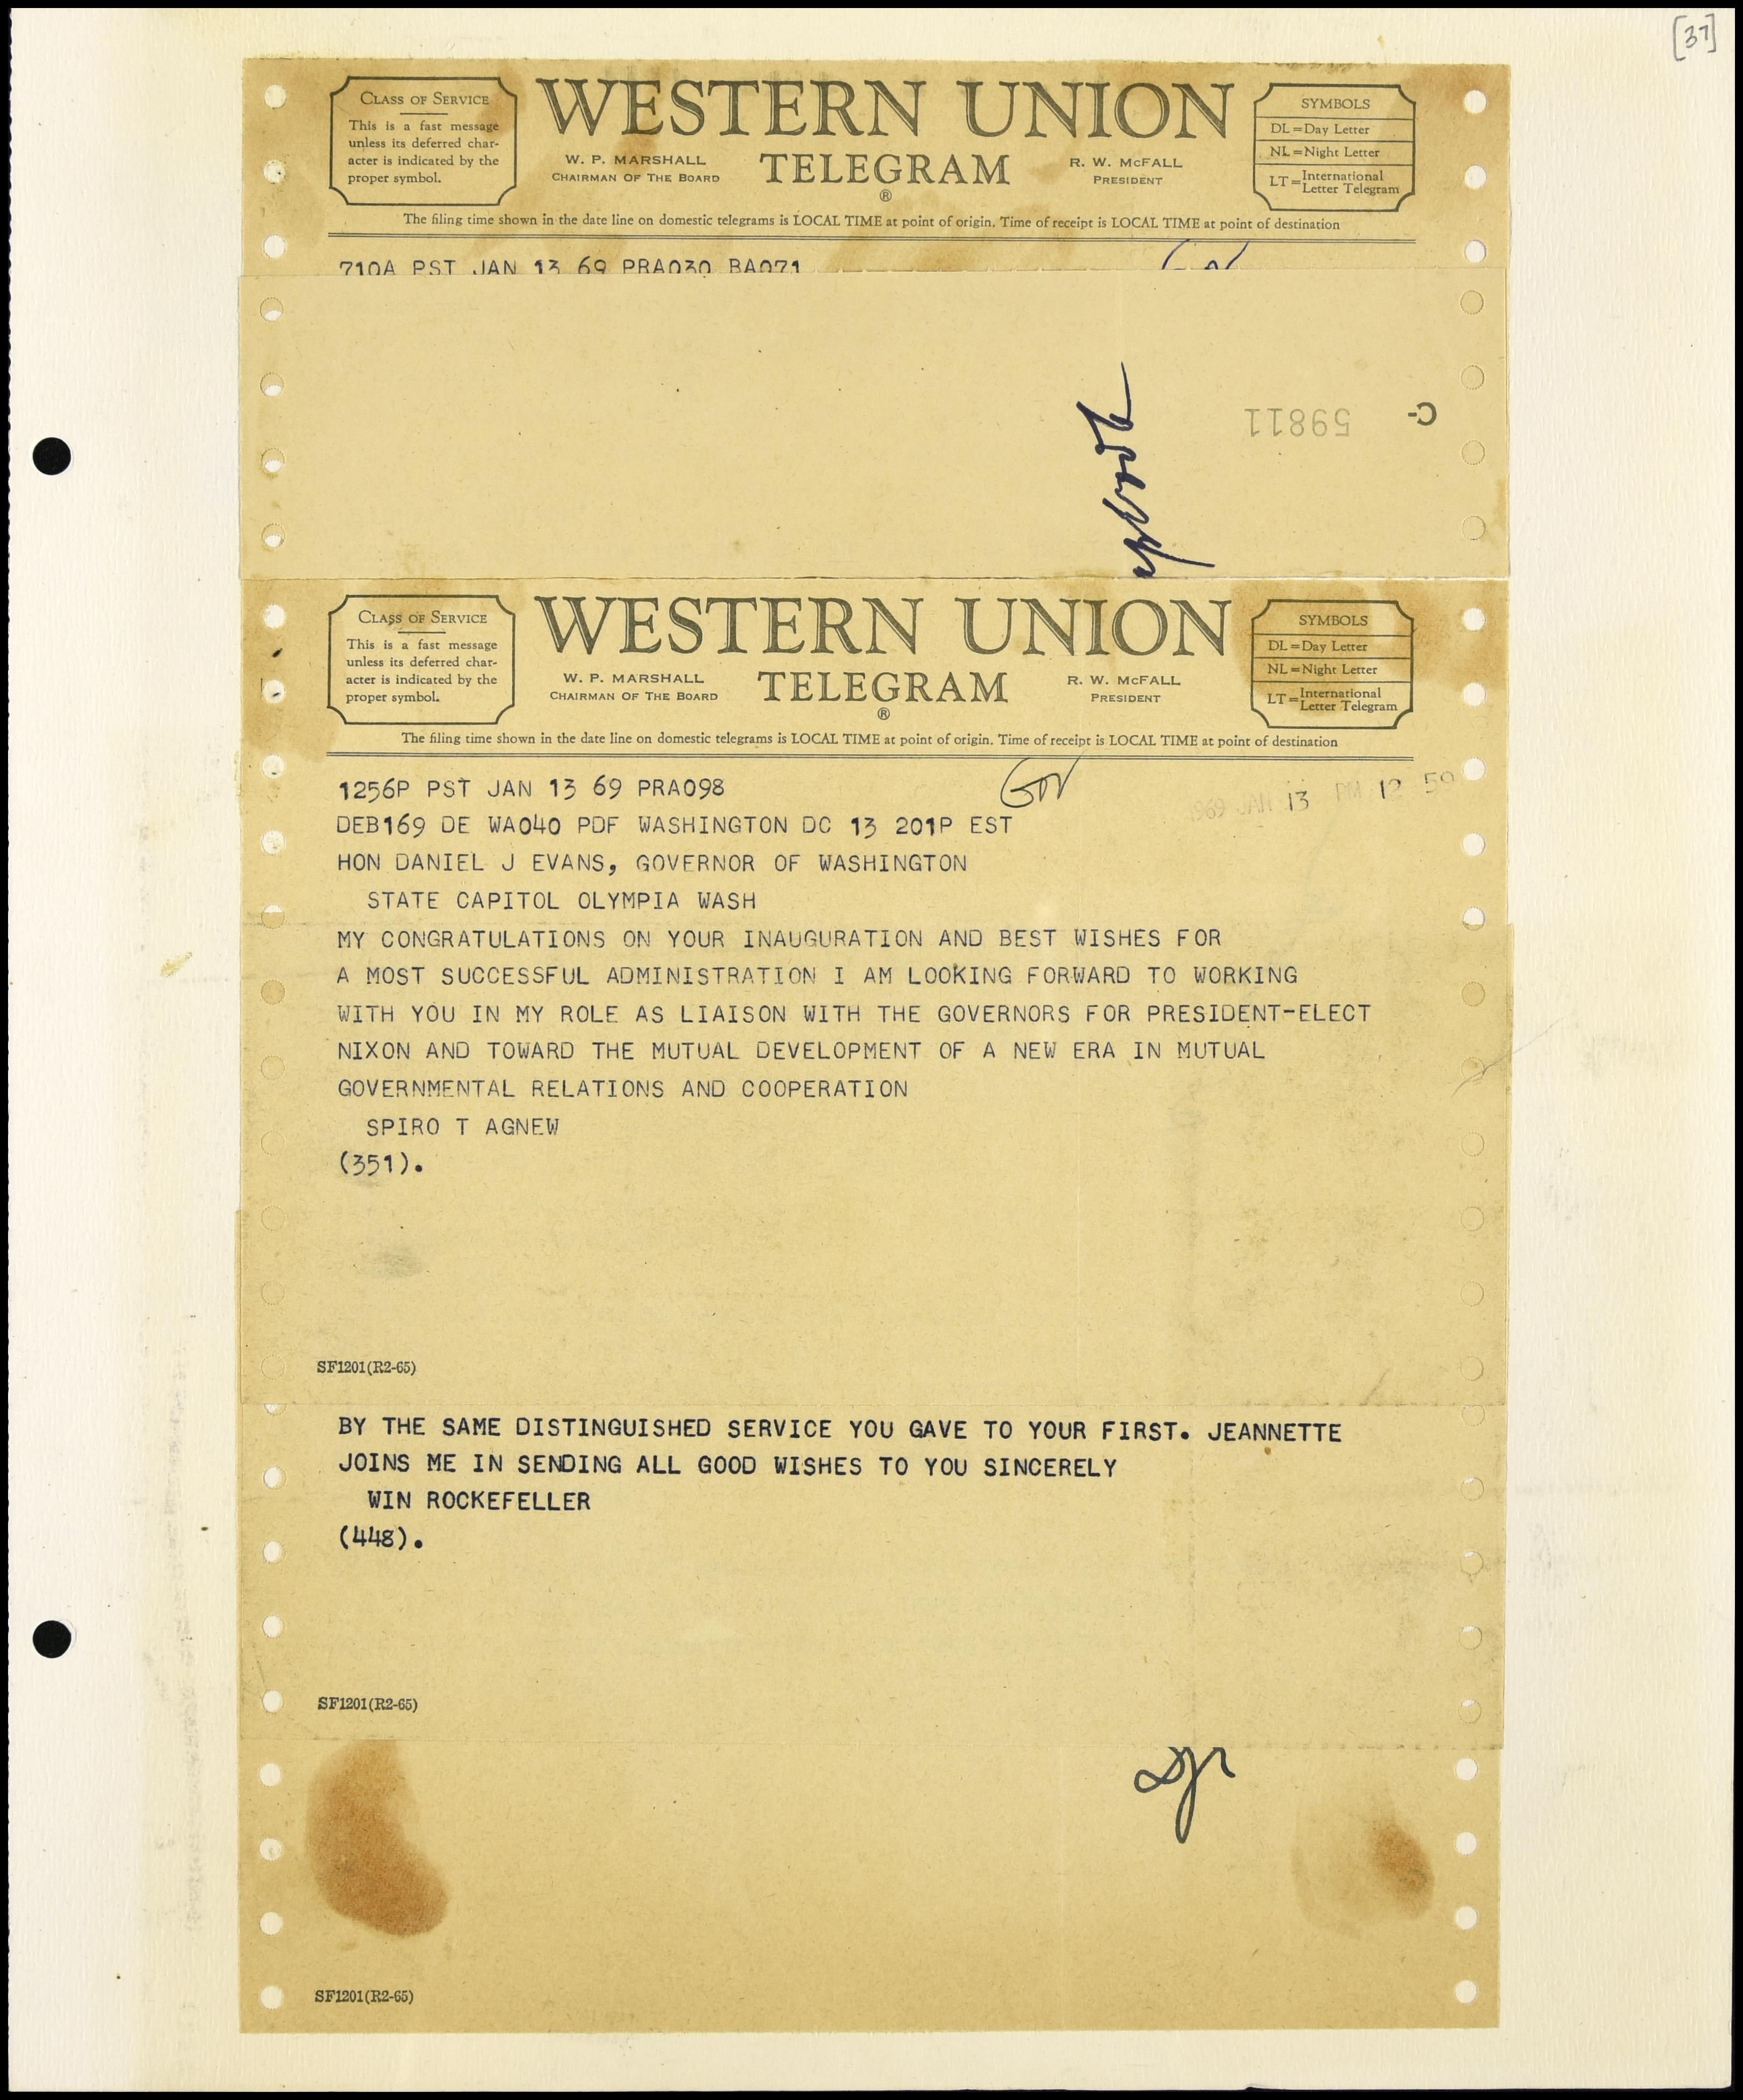 [37]
CLASS OF SERVICE
This is a fast message
unless its deferred char-
acter is indicated by the
proper symbol.
WESTERN UNION
TELEGRAM
®
W. P. MARSHALL
CHAIRMAN OF THE BOARD
R. W. McFALL
PRESIDENT
SYMBOLS
DL=Day Letter
NL=Night Letter
LT=International Letter Telegram
The filing time shown in the date line on domestic telegrams is LOCAL TIME at point of origin. Time of receipt is LOCAL TIME at point of destination
710A PST JAN 13 69 PRA030 BA071
59811
CLASS OF SERVICE
This is a fast message
unless its deferred char-
acter is indicated by the
proper symbol.
WESTERN UNION
TELEGRAM
®
W. P. MARSHALL
CHAIRMAN OF THE BOARD
R. W. McFALL
PRESIDENT
SYMBOLS
DL=Day Letter
NL=Night Letter
LT=International Letter Telegram
The filing time shown in the date line on domestic telegrams is LOCAL TIME at point of origin. Time of receipt is LOCAL TIME at point of destination
Gov
1969 JAN 13 PM 12 59
1256P PST JAN 13 69 PRA098
DEB169 DE WA040 PDF WASHINGTON DC 13 201P EST
HON DANIEL J EVANS, GOVERNOR OF WASHINGTON
STATE CAPITOL OLYMPIA WASH
MY CONGRATULATIONS ON YOUR INAUGURATION AND BEST WISHES FOR
A MOST SUCCESSFUL ADMINISTRATION I AM LOOKING FORWARD TO WORKING
WITH YOU IN MY ROLE AS LIAISON WITH THE GOVERNORS FOR PRESIDENT-ELECT
NIXON AND TOWARD THE MUTUAL DEVELOPMENT OF A NEW ERA IN MUTUAL
GOVERNMENTAL RELATIONS AND COOPERATION
SPIRO T AGNEW
(351).
SF1201(R2-65)
BY THE SAME DISTINGUISHED SERVICE YOU GAVE TO YOUR FIRST. JEANNETTE
JOINS ME IN SENDING ALL GOOD WISHES TO YOU SINCERELY
WIN ROCKEFELLER
(448).
SF1201(R2-65)
SF1201(R2-65)